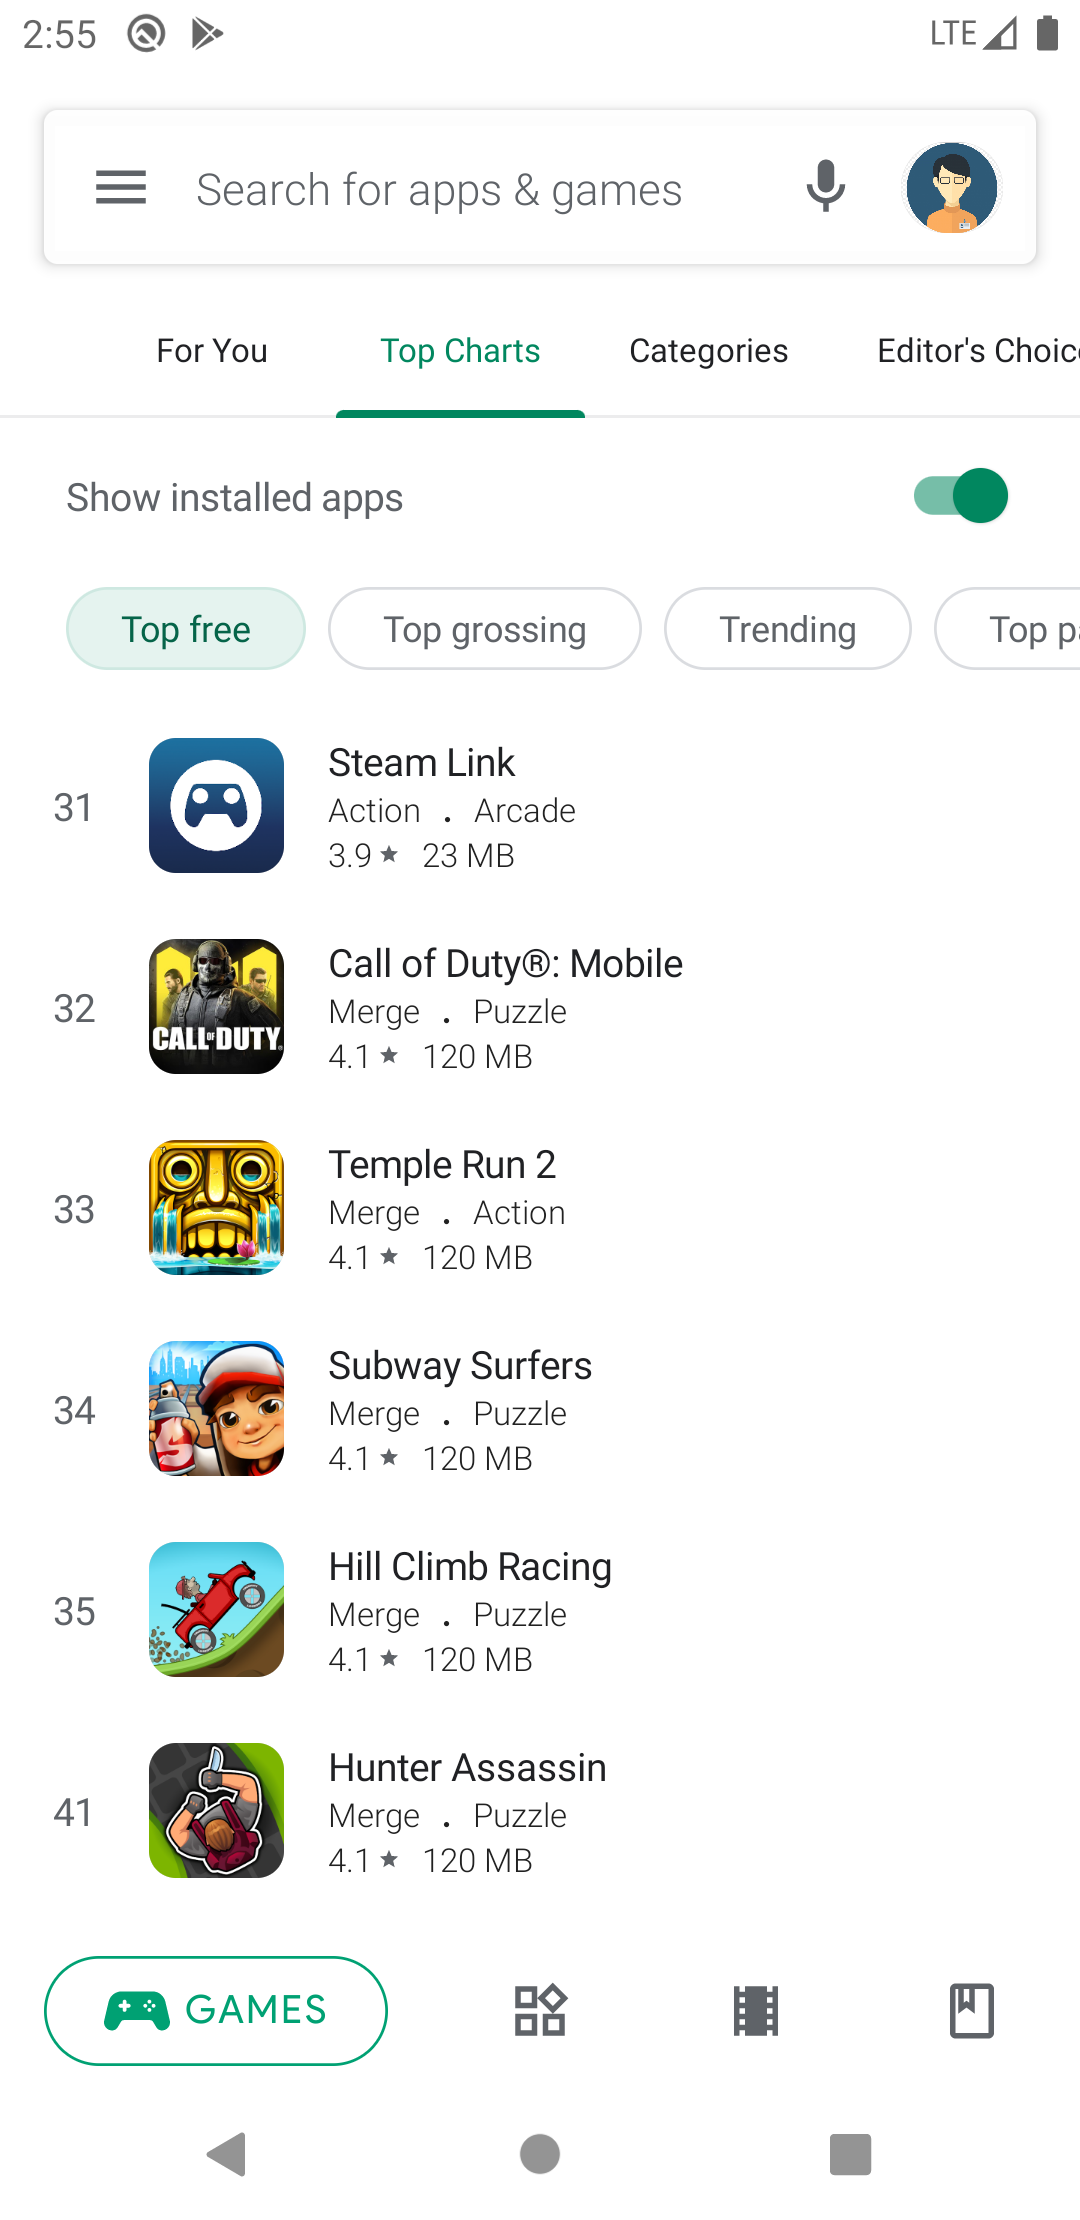 2:55
LTE
Search for apps & games
For You
Top Charts
Categories
Editor's Choic
Show installed apps
Top free
Top grossing
Trending
Top pa
31
Steam Link
Action . Arcade
3.9 ★ 23 MB
32
CALL OF DUTY
Call of Duty®: Mobile
Merge . Puzzle
4.1 ★ 120 MB
33
Temple Run 2
Merge . Action
4.1 ★ 120 MB
34
Subway Surfers
Merge . Puzzle
4.1 ★ 120 MB
35
Hill Climb Racing
Merge . Puzzle
4.1 ★ 120 MB
41
Hunter Assassin
Merge . Puzzle
4.1 ★ 120 MB
GAMES